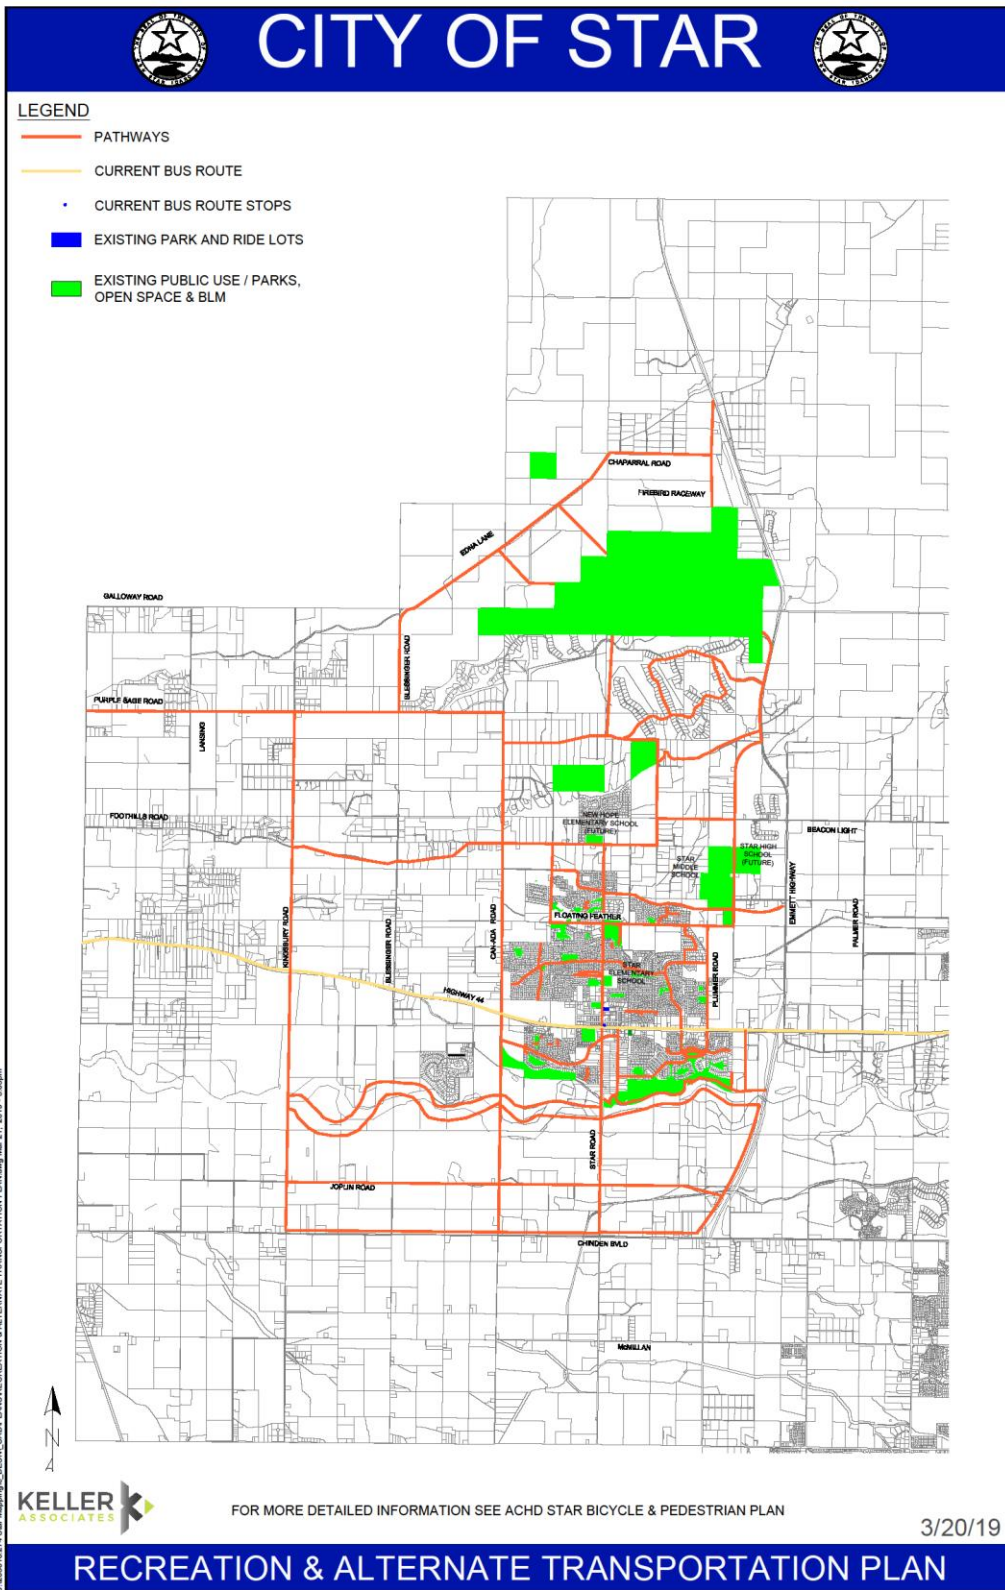 CITY OF STAR
LEGEND
PATHWAYS
CURRENT BUS ROUTE
CURRENT BUS ROUTE STOPS
EXISTING PARK AND RIDE LOTS
EXISTING PUBLIC USE / PARKS,
OPEN SPACE & BLM
CHAPARRAL ROAD
FIREBIRD RACEWAY
EDNA LANE
GALLOWAY ROAD
BLESSINGER ROAD
PURPLE SAGE ROAD
LANSING
FOOTHILLS ROAD
NEW HOPE
ELEMENTARY SCHOOL
(FUTURE)
BEACON LIGHT
STAR HIGH
SCHOOL
(FUTURE)
STAR
MIDDLE
SCHOOL
EMMETT HIGHWAY
PALMER ROAD
FLOATING FEATHER
KINGSBURY ROAD
BLESSINGER ROAD
CAN-ADA ROAD
STAR
ELEMENTARY
SCHOOL
PLUMMER ROAD
HIGHWAY 44
STAR ROAD
JOPLIN ROAD
CHINDEN BVLD
McMILLAN
N
KELLER
ASSOCIATES
FOR MORE DETAILED INFORMATION SEE ACHD STAR BICYCLE & PEDESTRIAN PLAN
3/20/19
RECREATION & ALTERNATE TRANSPORTATION PLAN